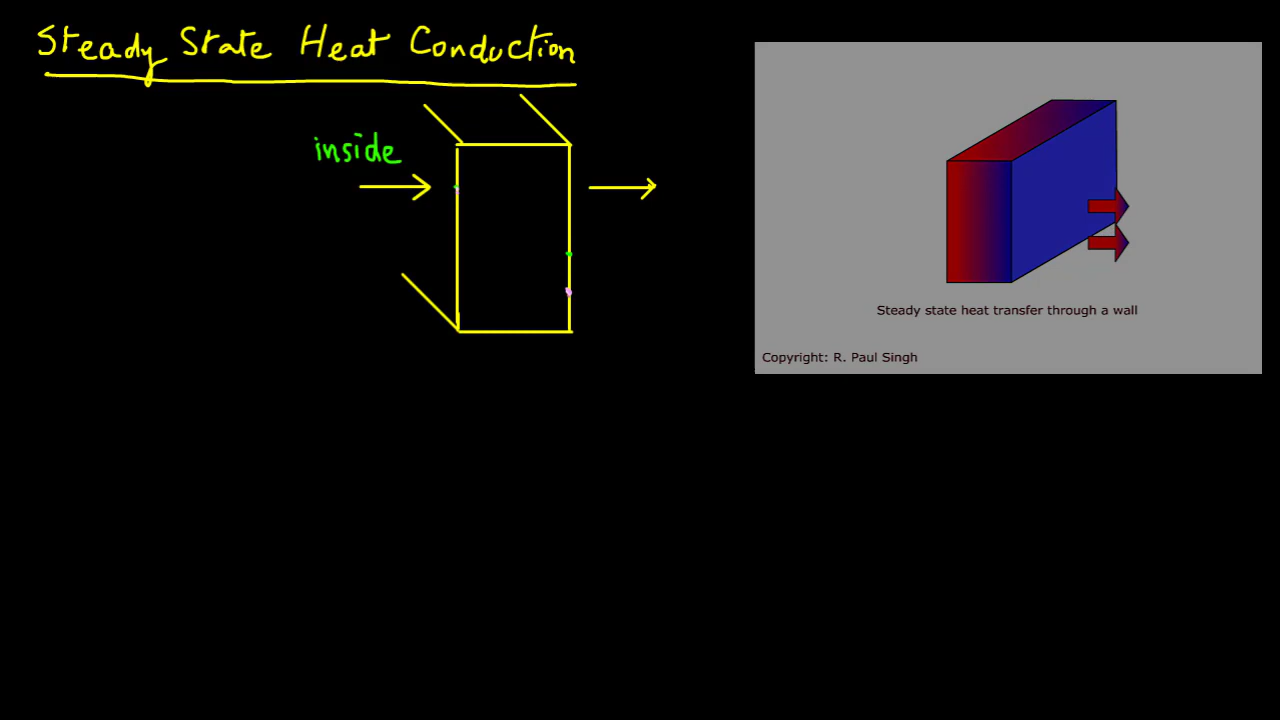 Steady State Heat Conduction
inside
Steady state heat transfer through a wall
Copyright: R. Paul Singh